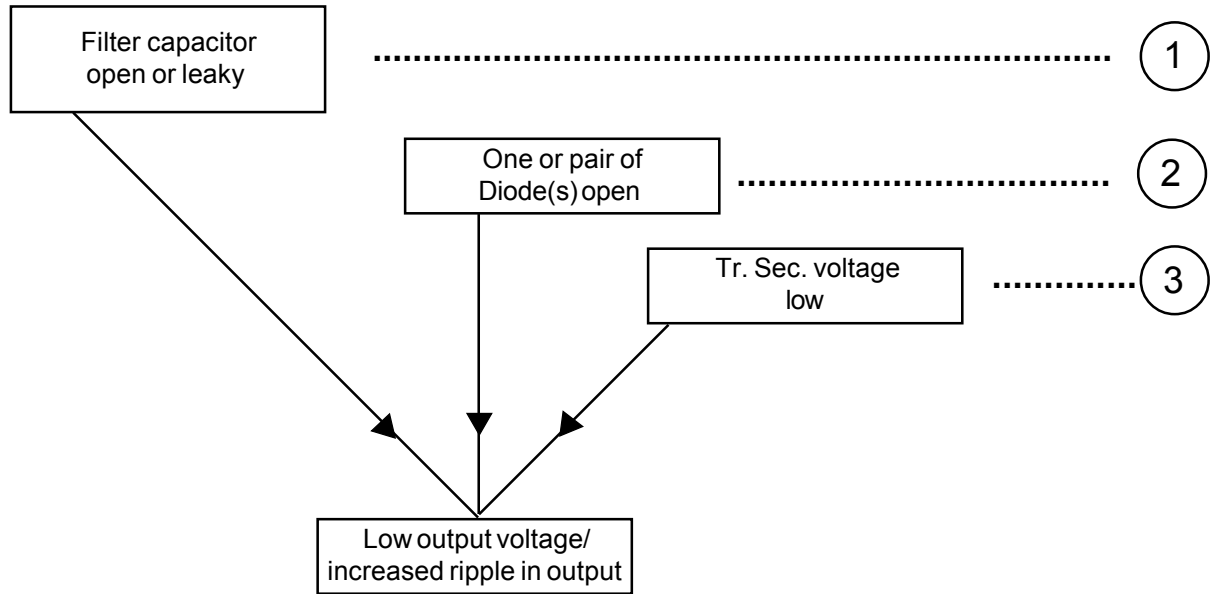 Filter capacitor
open or leaky
1
One or pair of
Diode(s) open
2
Tr. Sec. voltage
low
3
Low output voltage/
increased ripple in output